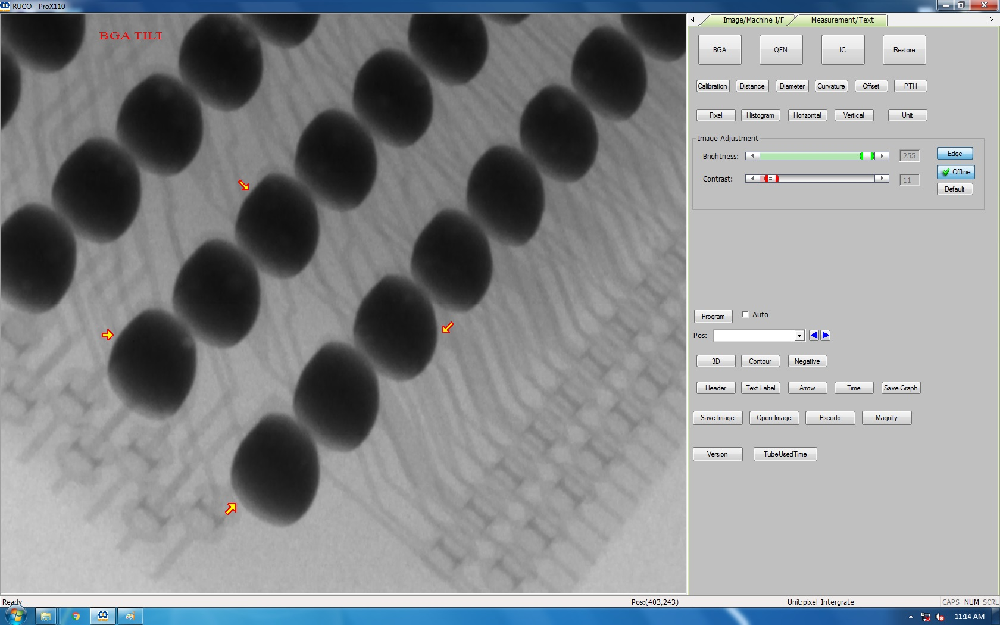 RUCO - ProX110
BGA TILT
Image/Machine I/F
Measurement/Text
BGA
QFN
IC
Restore
Calibration
Distance
Diameter
Curvature
Offset
PTH
Pixel
Histogram
Horizontal
Vertical
Unit
Image Adjustment
Brightness:
255
Edge
Contrast:
11
Offline
Default
Program
Auto
Pos:
3D
Contour
Negative
Header
Text Label
Arrow
Time
Save Graph
Save Image
Open Image
Pseudo
Magnify
Version
TubeUsedTime
Ready
Pos:(403,243)
Unit:pixel
Intergrate
CAPS
NUM
SCRL
11:14 AM